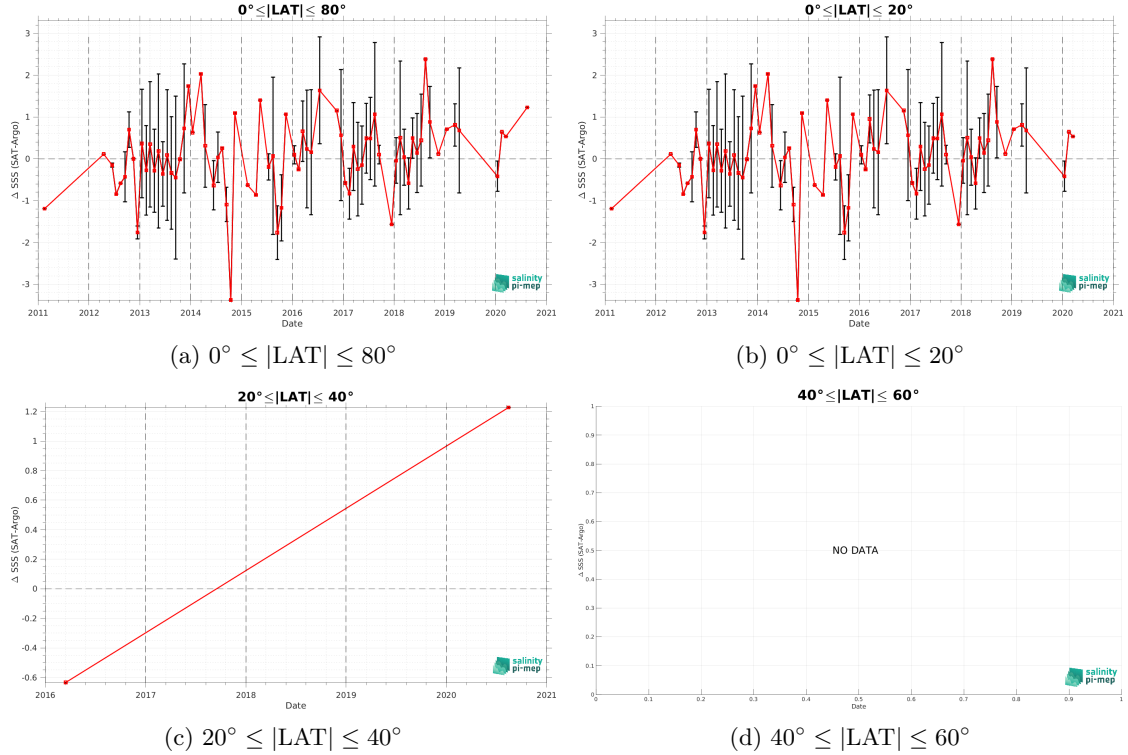 0°≤|LAT|≤ 80°
3
2
1
0
-1
-2
-3
Δ SSS (SAT-Argo)
2011 2012 2013 2014 2015 2016 2017 2018 2019 2020 2021
Date
salinity
pi-mep
(a) 0° ≤ |LAT| ≤ 80°
0°≤|LAT|≤ 20°
3
2
1
0
-1
-2
-3
Δ SSS (SAT-Argo)
2011 2012 2013 2014 2015 2016 2017 2018 2019 2020 2021
Date
salinity
pi-mep
(b) 0° ≤ |LAT| ≤ 20°
20°≤|LAT|≤ 40°
1.2
1
0.8
0.6
0.4
0.2
0
-0.2
-0.4
-0.6
Δ SSS (SAT-Argo)
2016 2017 2018 2019 2020 2021
Date
salinity
pi-mep
(c) 20° ≤ |LAT| ≤ 40°
40°≤|LAT|≤ 60°
1
0.9
0.8
0.7
0.6
0.5
0.4
0.3
0.2
0.1
0
Δ SSS (SAT-Argo)
NO DATA
0 0.1 0.2 0.3 0.4 0.5 0.6 0.7 0.8 0.9 1
Date
salinity
pi-mep
(d) 40° ≤ |LAT| ≤ 60°